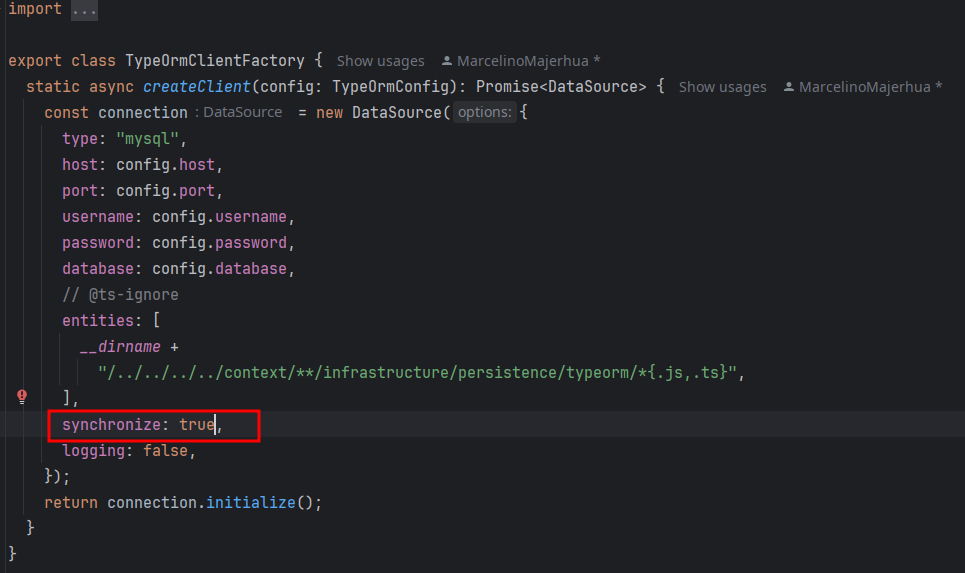 import ...
export class TypeOrmClientFactory { Show usages MarcelinoMajerhua *
static async createClient(config: TypeOrmConfig): Promise<DataSource> { Show usages MarcelinoMajerhua *
const connection : DataSource = new DataSource( options: {
type: "mysql",
host: config.host,
port: config.port,
username: config.username,
password: config.password,
database: config.database,
// @ts-ignore
entities: [
__dirname +
"/../../../../context/**/infrastructure/persistence/typeorm/*{.js,.ts}",
],
synchronize: true,
logging: false,
});
return connection.initialize();
}
}